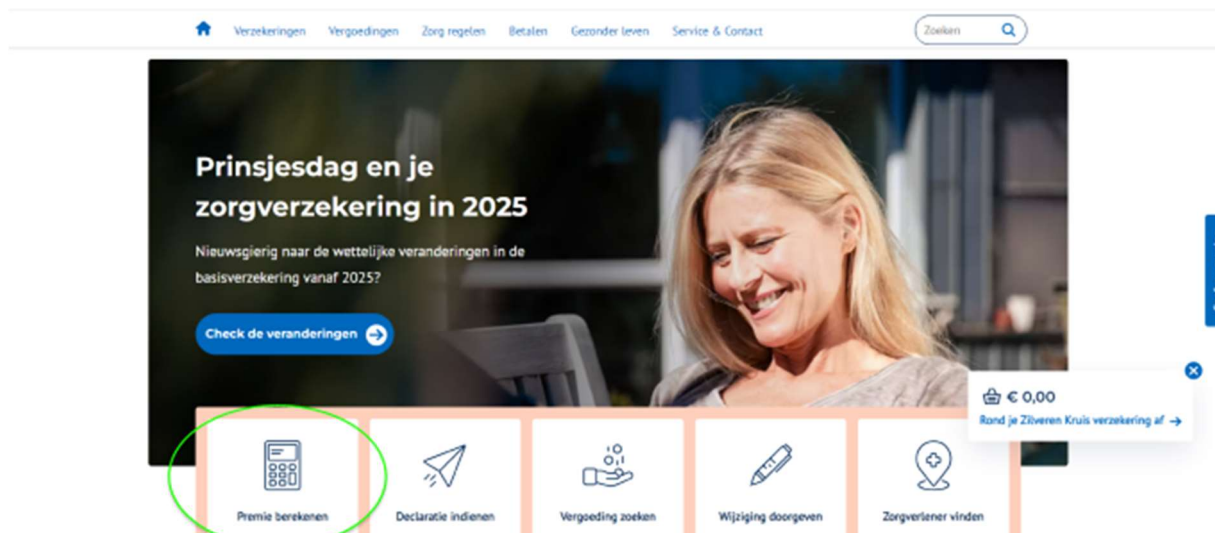 Verzekeringen Vergoedingen Zorg regelen Betalen Gezonder leven Service & Contact Zoeken
Prinsjesdag en je
zorgverzekering in 2025
Nieuwsgierig naar de wettelijke veranderingen in de
basisverzekering vanaf 2025?
Check de veranderingen
€ 0,00
Rond je Zilveren Kruis verzekering af
Premie berekenen
Declaratie indienen
Vergoeding zoeken
Wijziging doorgeven
Zorgverlener vinden